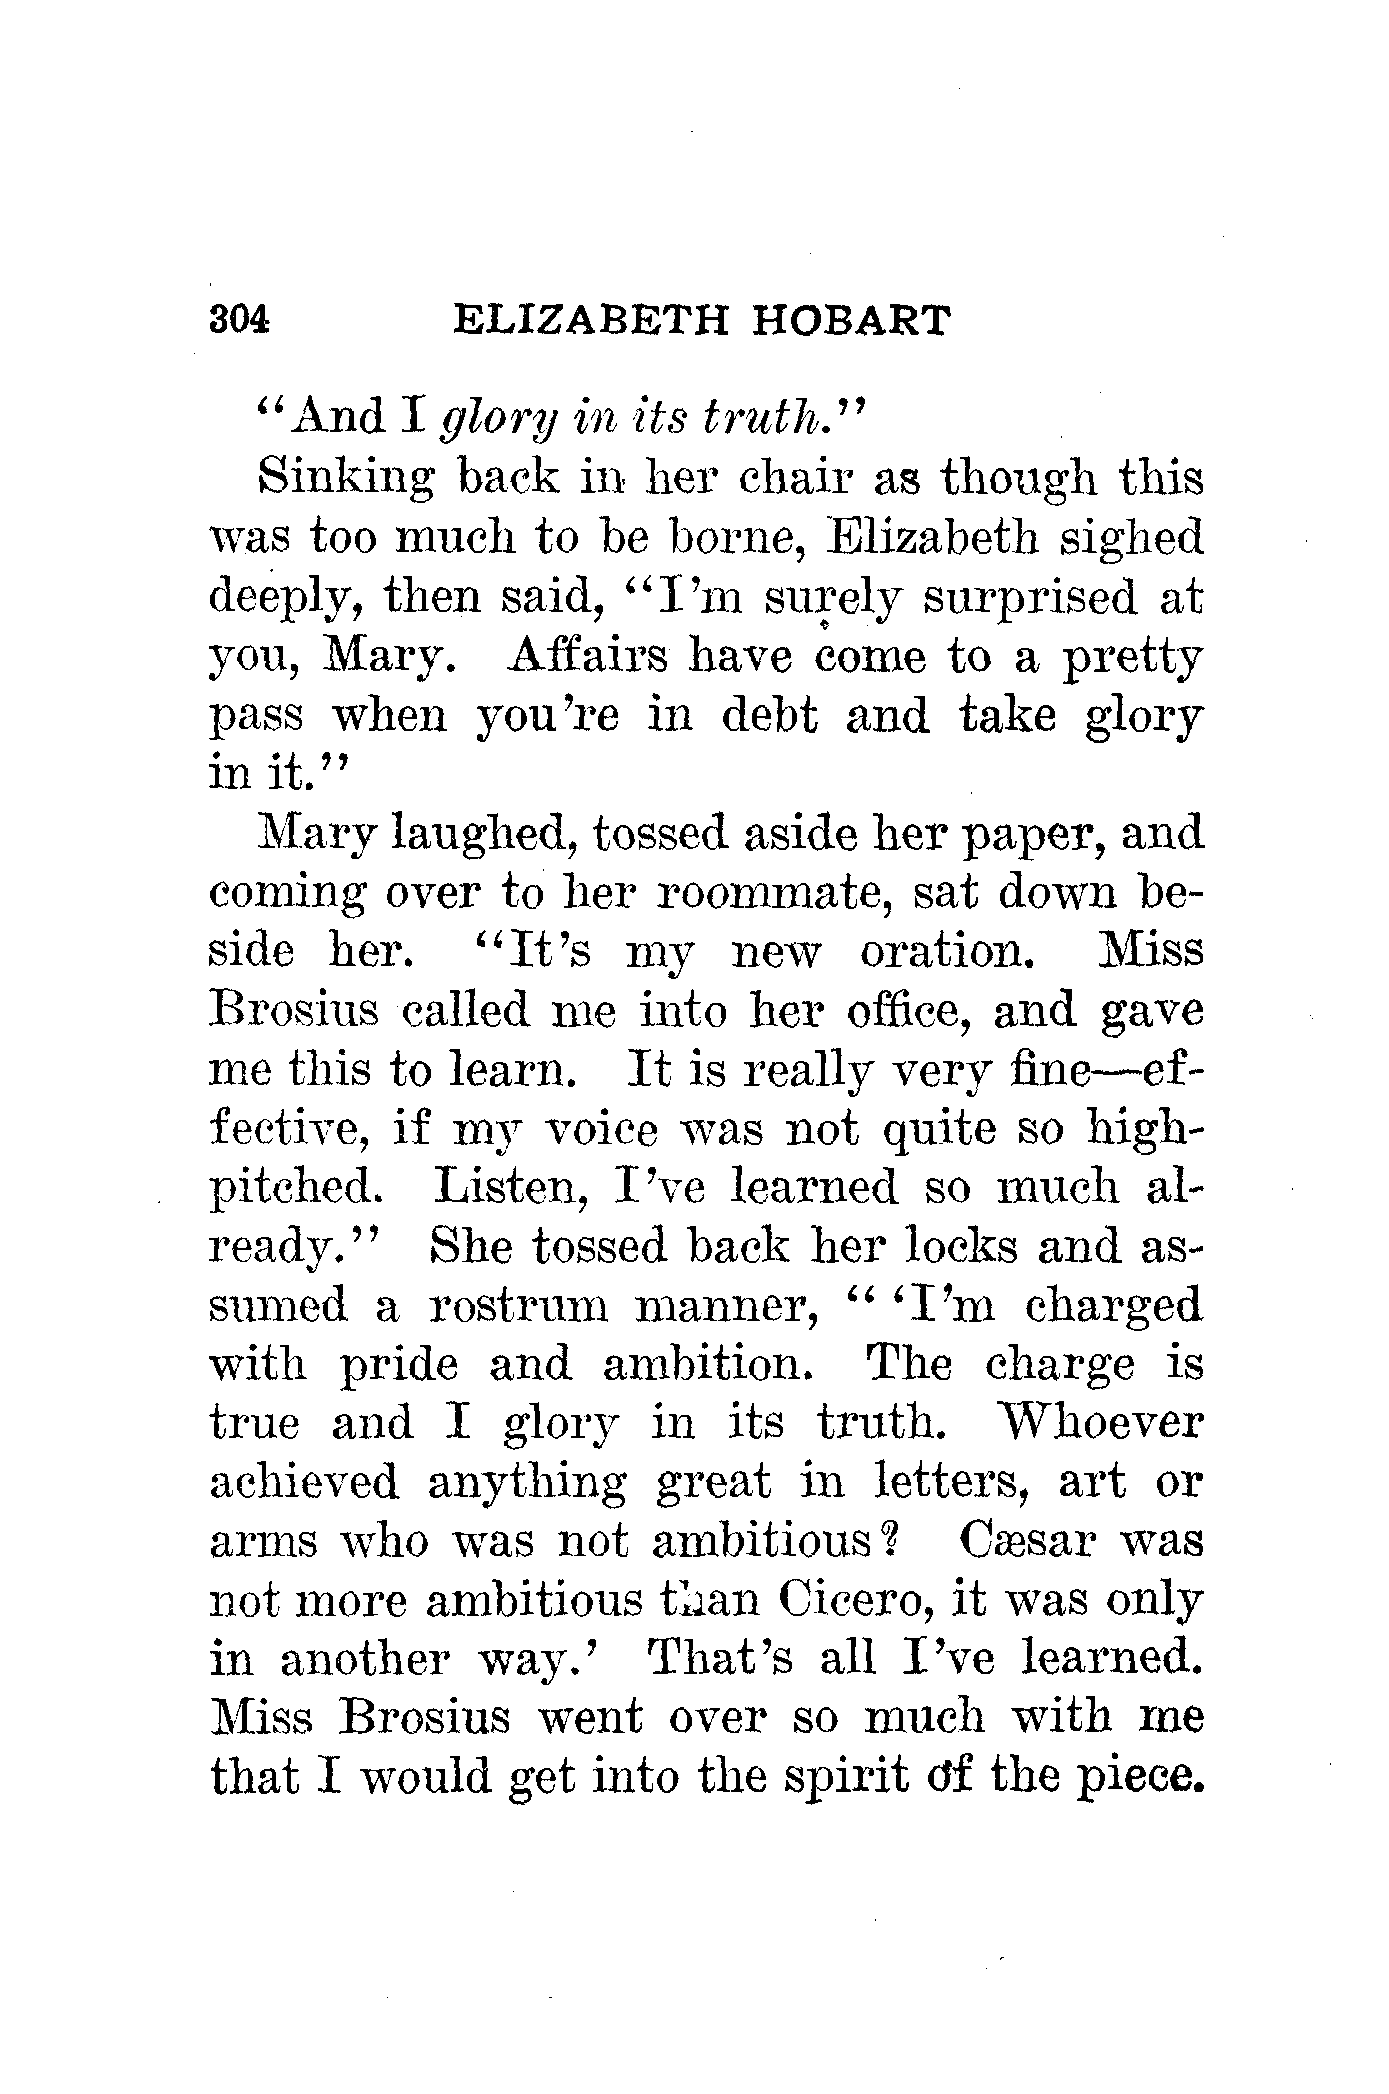 304 ELIZABETH HOBART
"And I glory in its truth."
Sinking back in her chair as though this
was too much to be borne, Elizabeth sighed
deeply, then said, "I'm surely surprised at
you, Mary. Affairs have come to a pretty
pass when you're in debt and take glory
in it."
Mary laughed, tossed aside her paper, and
coming over to her roommate, sat down be-
side her. "It's my new oration. Miss
Brosius called me into her office, and gave
me this to learn. It is really very fine—ef-
fective, if my voice was not quite so high-
pitched. Listen, I've learned so much al-
ready." She tossed back her locks and as-
sumed a rostrum manner, " 'I'm charged
with pride and ambition. The charge is
true and I glory in its truth. Whoever
achieved anything great in letters, art or
arms who was not ambitious? Cæsar was
not more ambitious than Cicero, it was only
in another way.' That's all I've learned.
Miss Brosius went over so much with me
that I would get into the spirit of the piece.